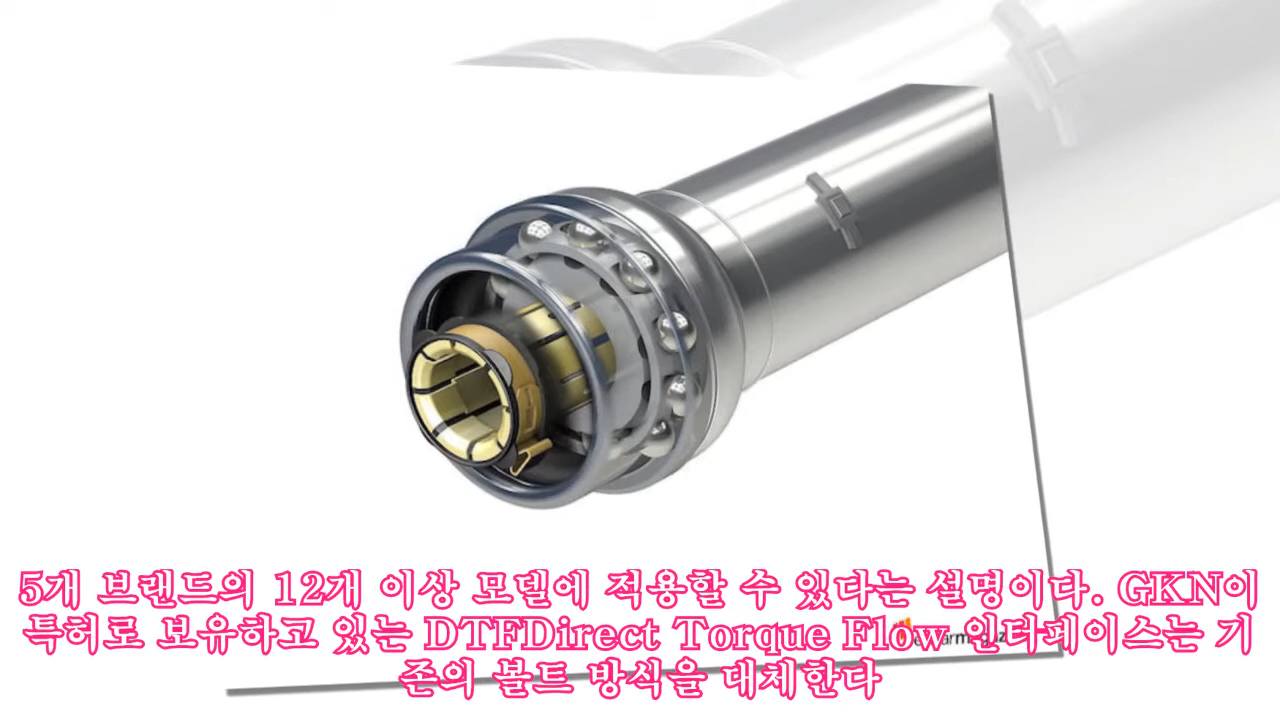 5개 브랜드의 12개 이상 모델에 적용할 수 있다는 설명이다. GKN이
특허로 보유하고 있는 DTFDirect Torque Flow 인터페이스는 기
존의 볼트 방식을 대체한다